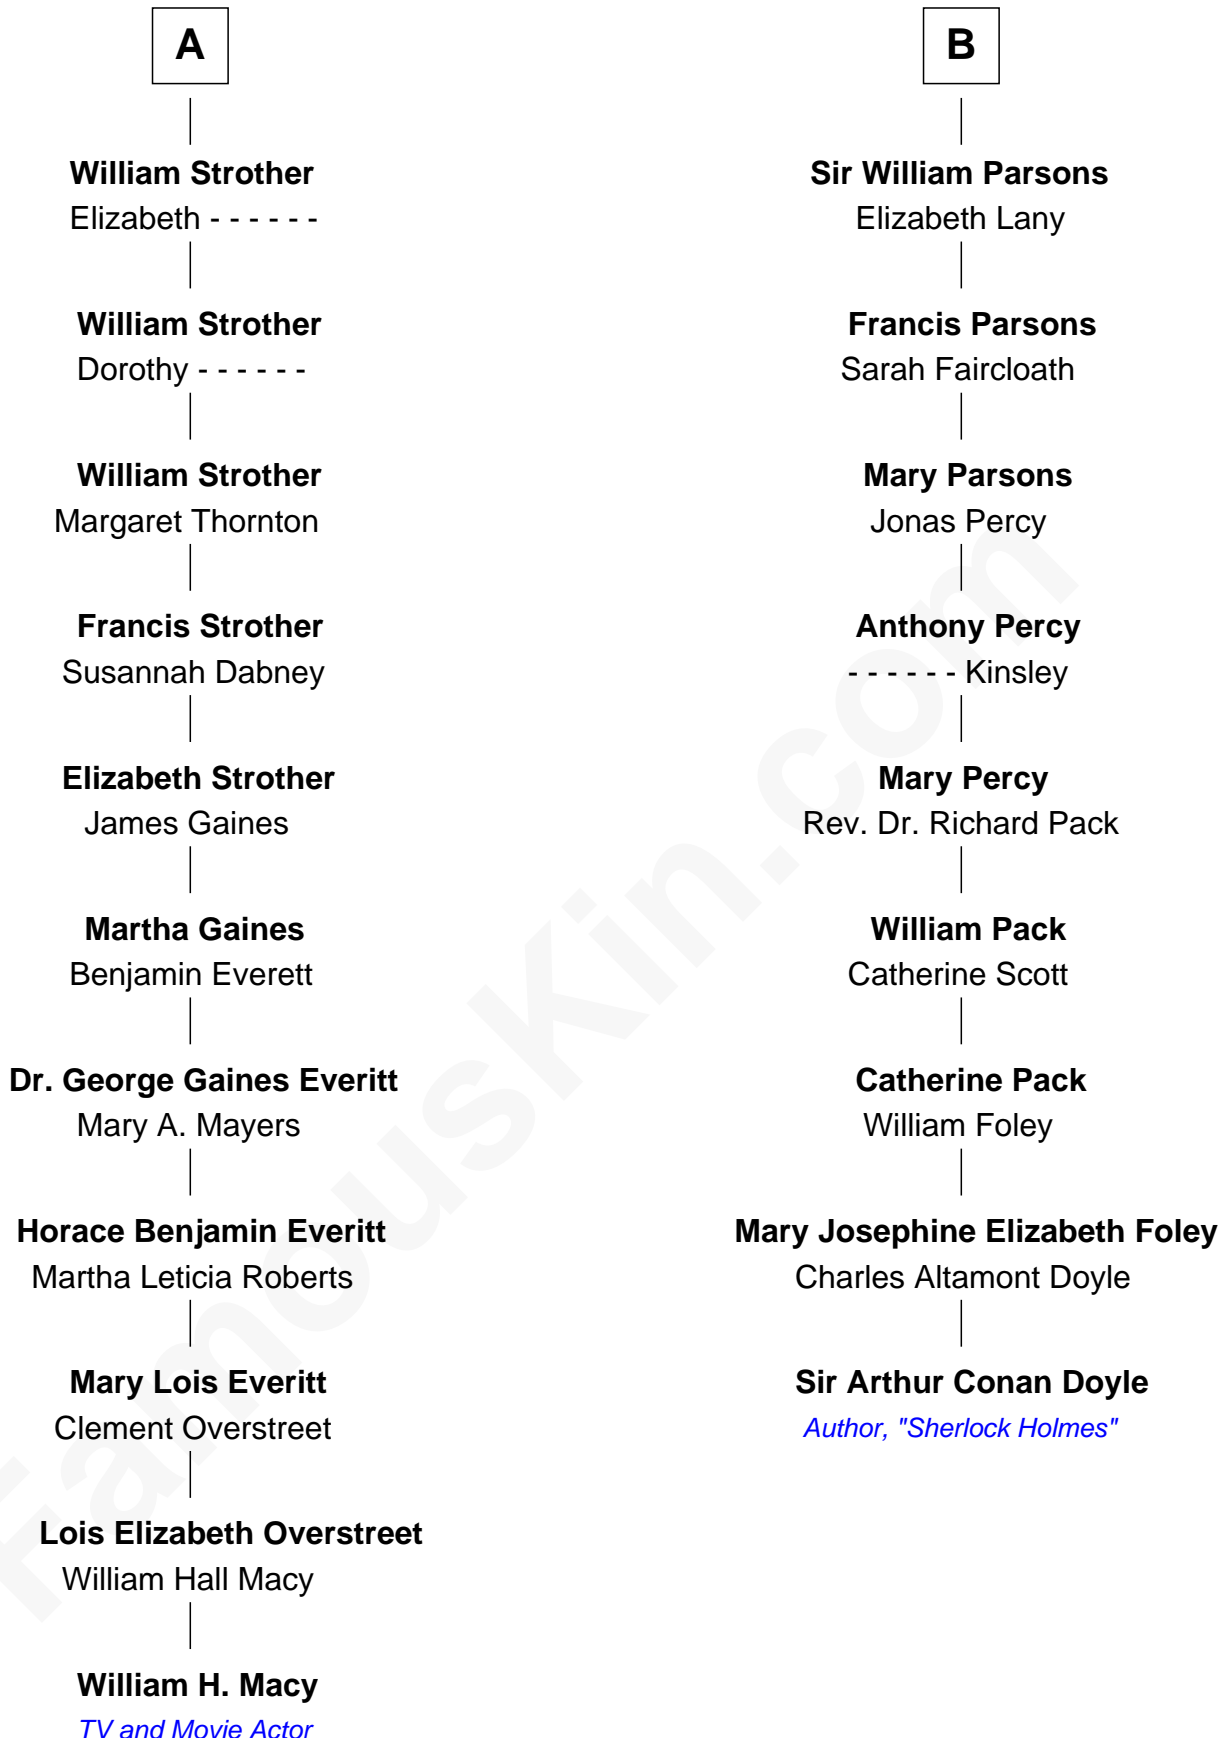 A
William Strother
Elizabeth - - - - - -
William Strother
Dorothy - - - - - -
William Strother
Margaret Thornton
Francis Strother
Susannah Dabney
Elizabeth Strother
James Gaines
Martha Gaines
Benjamin Everett
Dr. George Gaines Everitt
Mary A. Mayers
Horace Benjamin Everitt
Martha Leticia Roberts
Mary Lois Everitt
Clement Overstreet
Lois Elizabeth Overstreet
William Hall Macy
William H. Macy
TV and Movie Actor
B
Sir William Parsons
Elizabeth Lany
Francis Parsons
Sarah Faircloath
Mary Parsons
Jonas Percy
Anthony Percy
- - - - - - Kinsley
Mary Percy
Rev. Dr. Richard Pack
William Pack
Catherine Scott
Catherine Pack
William Foley
Mary Josephine Elizabeth Foley
Charles Altamont Doyle
Sir Arthur Conan Doyle
Author, "Sherlock Holmes"
FamousKin.com